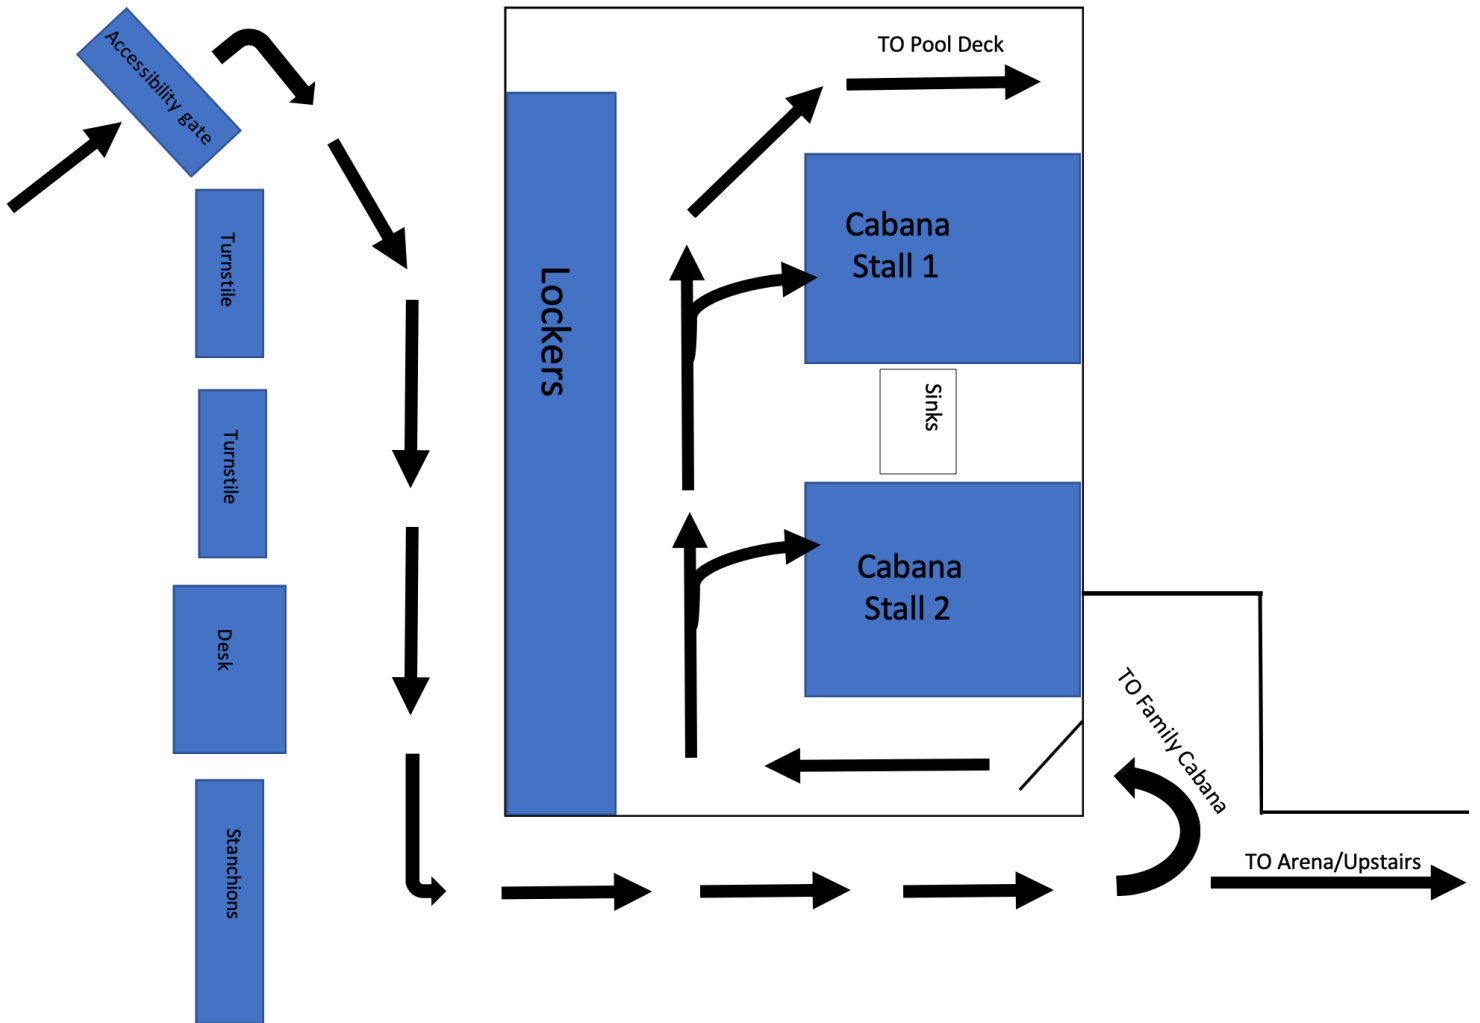 Accessibility gate
Turnstile
Turnstile
Desk
Stanchions
Lockers
TO Pool Deck
Cabana
Stall 1
Sinks
Cabana
Stall 2
TO Family Cabana
TO Arena/Upstairs